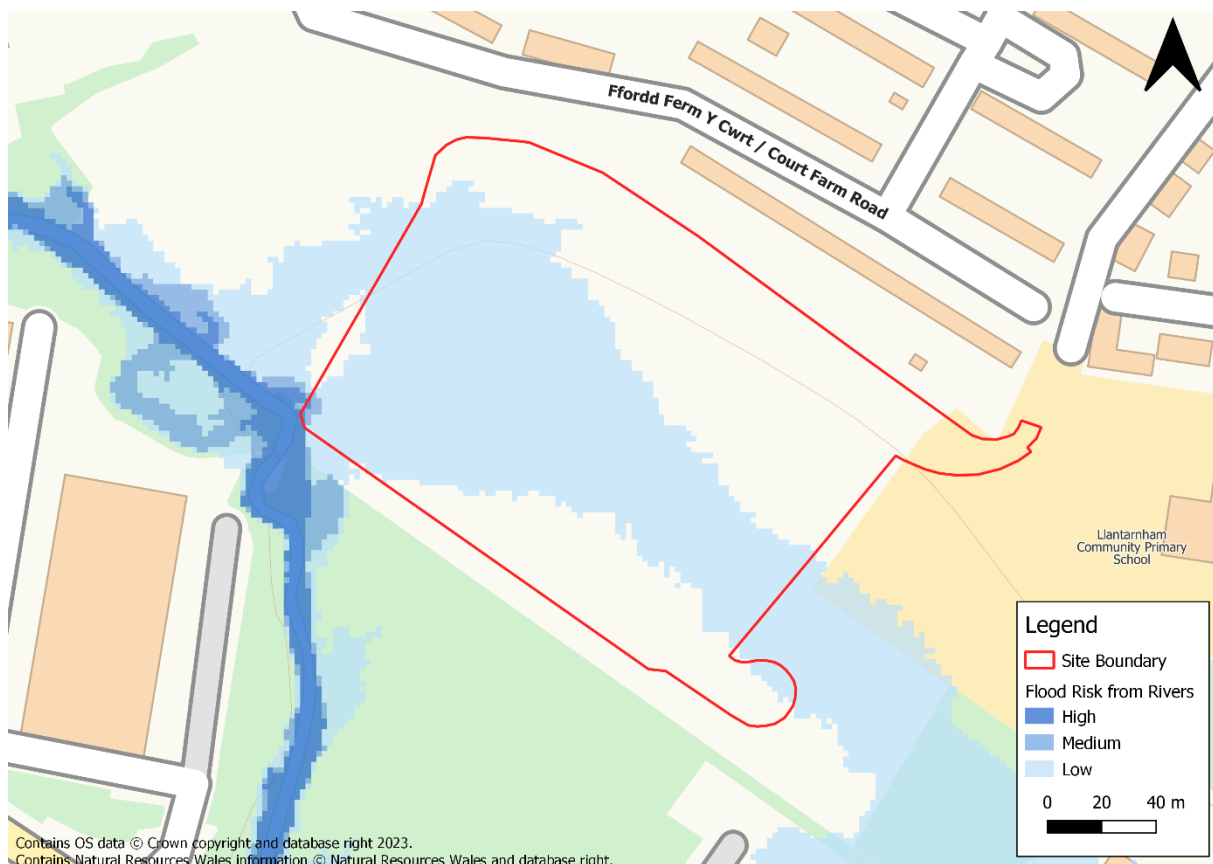 Ffordd Ferm Y Cwrt / Court Farm Road
Llantarnham
Community Primary
School
Legend
Site Boundary
Flood Risk from Rivers
High
Medium
Low
0 20 40 m
Contains OS data © Crown copyright and database right 2023.
Contains Natural Resources Wales information © Natural Resources Wales and database right.